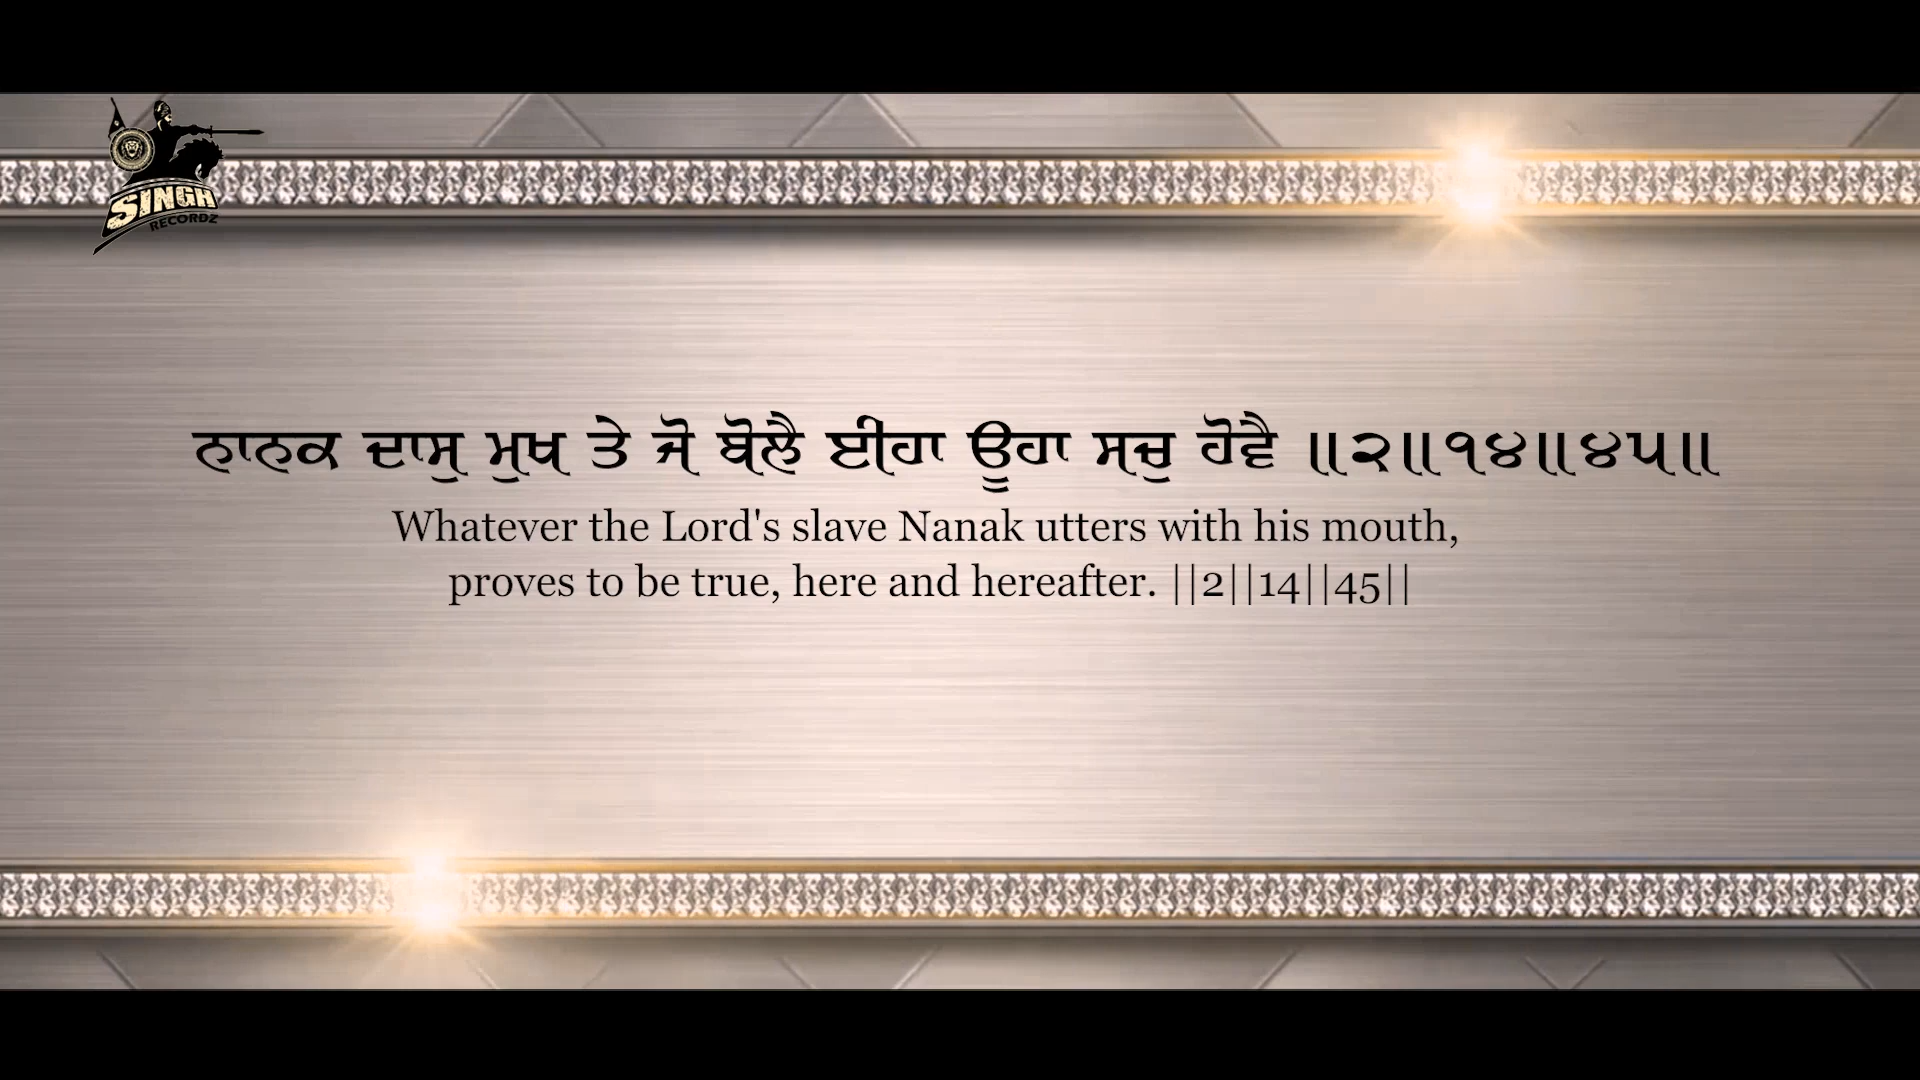 SINGH
RECORDZ
ਨਾਨਕ ਦਾਸੁ ਮੁਖ ਤੇ ਜੋ ਬੋਲੈ ਈਹਾ ਊਹਾ ਸਚੁ ਹੋਵੈ ॥੨॥੧੪॥੪੫॥
Whatever the Lord's slave Nanak utters with his mouth,
proves to be true, here and hereafter. ||2||14||45||